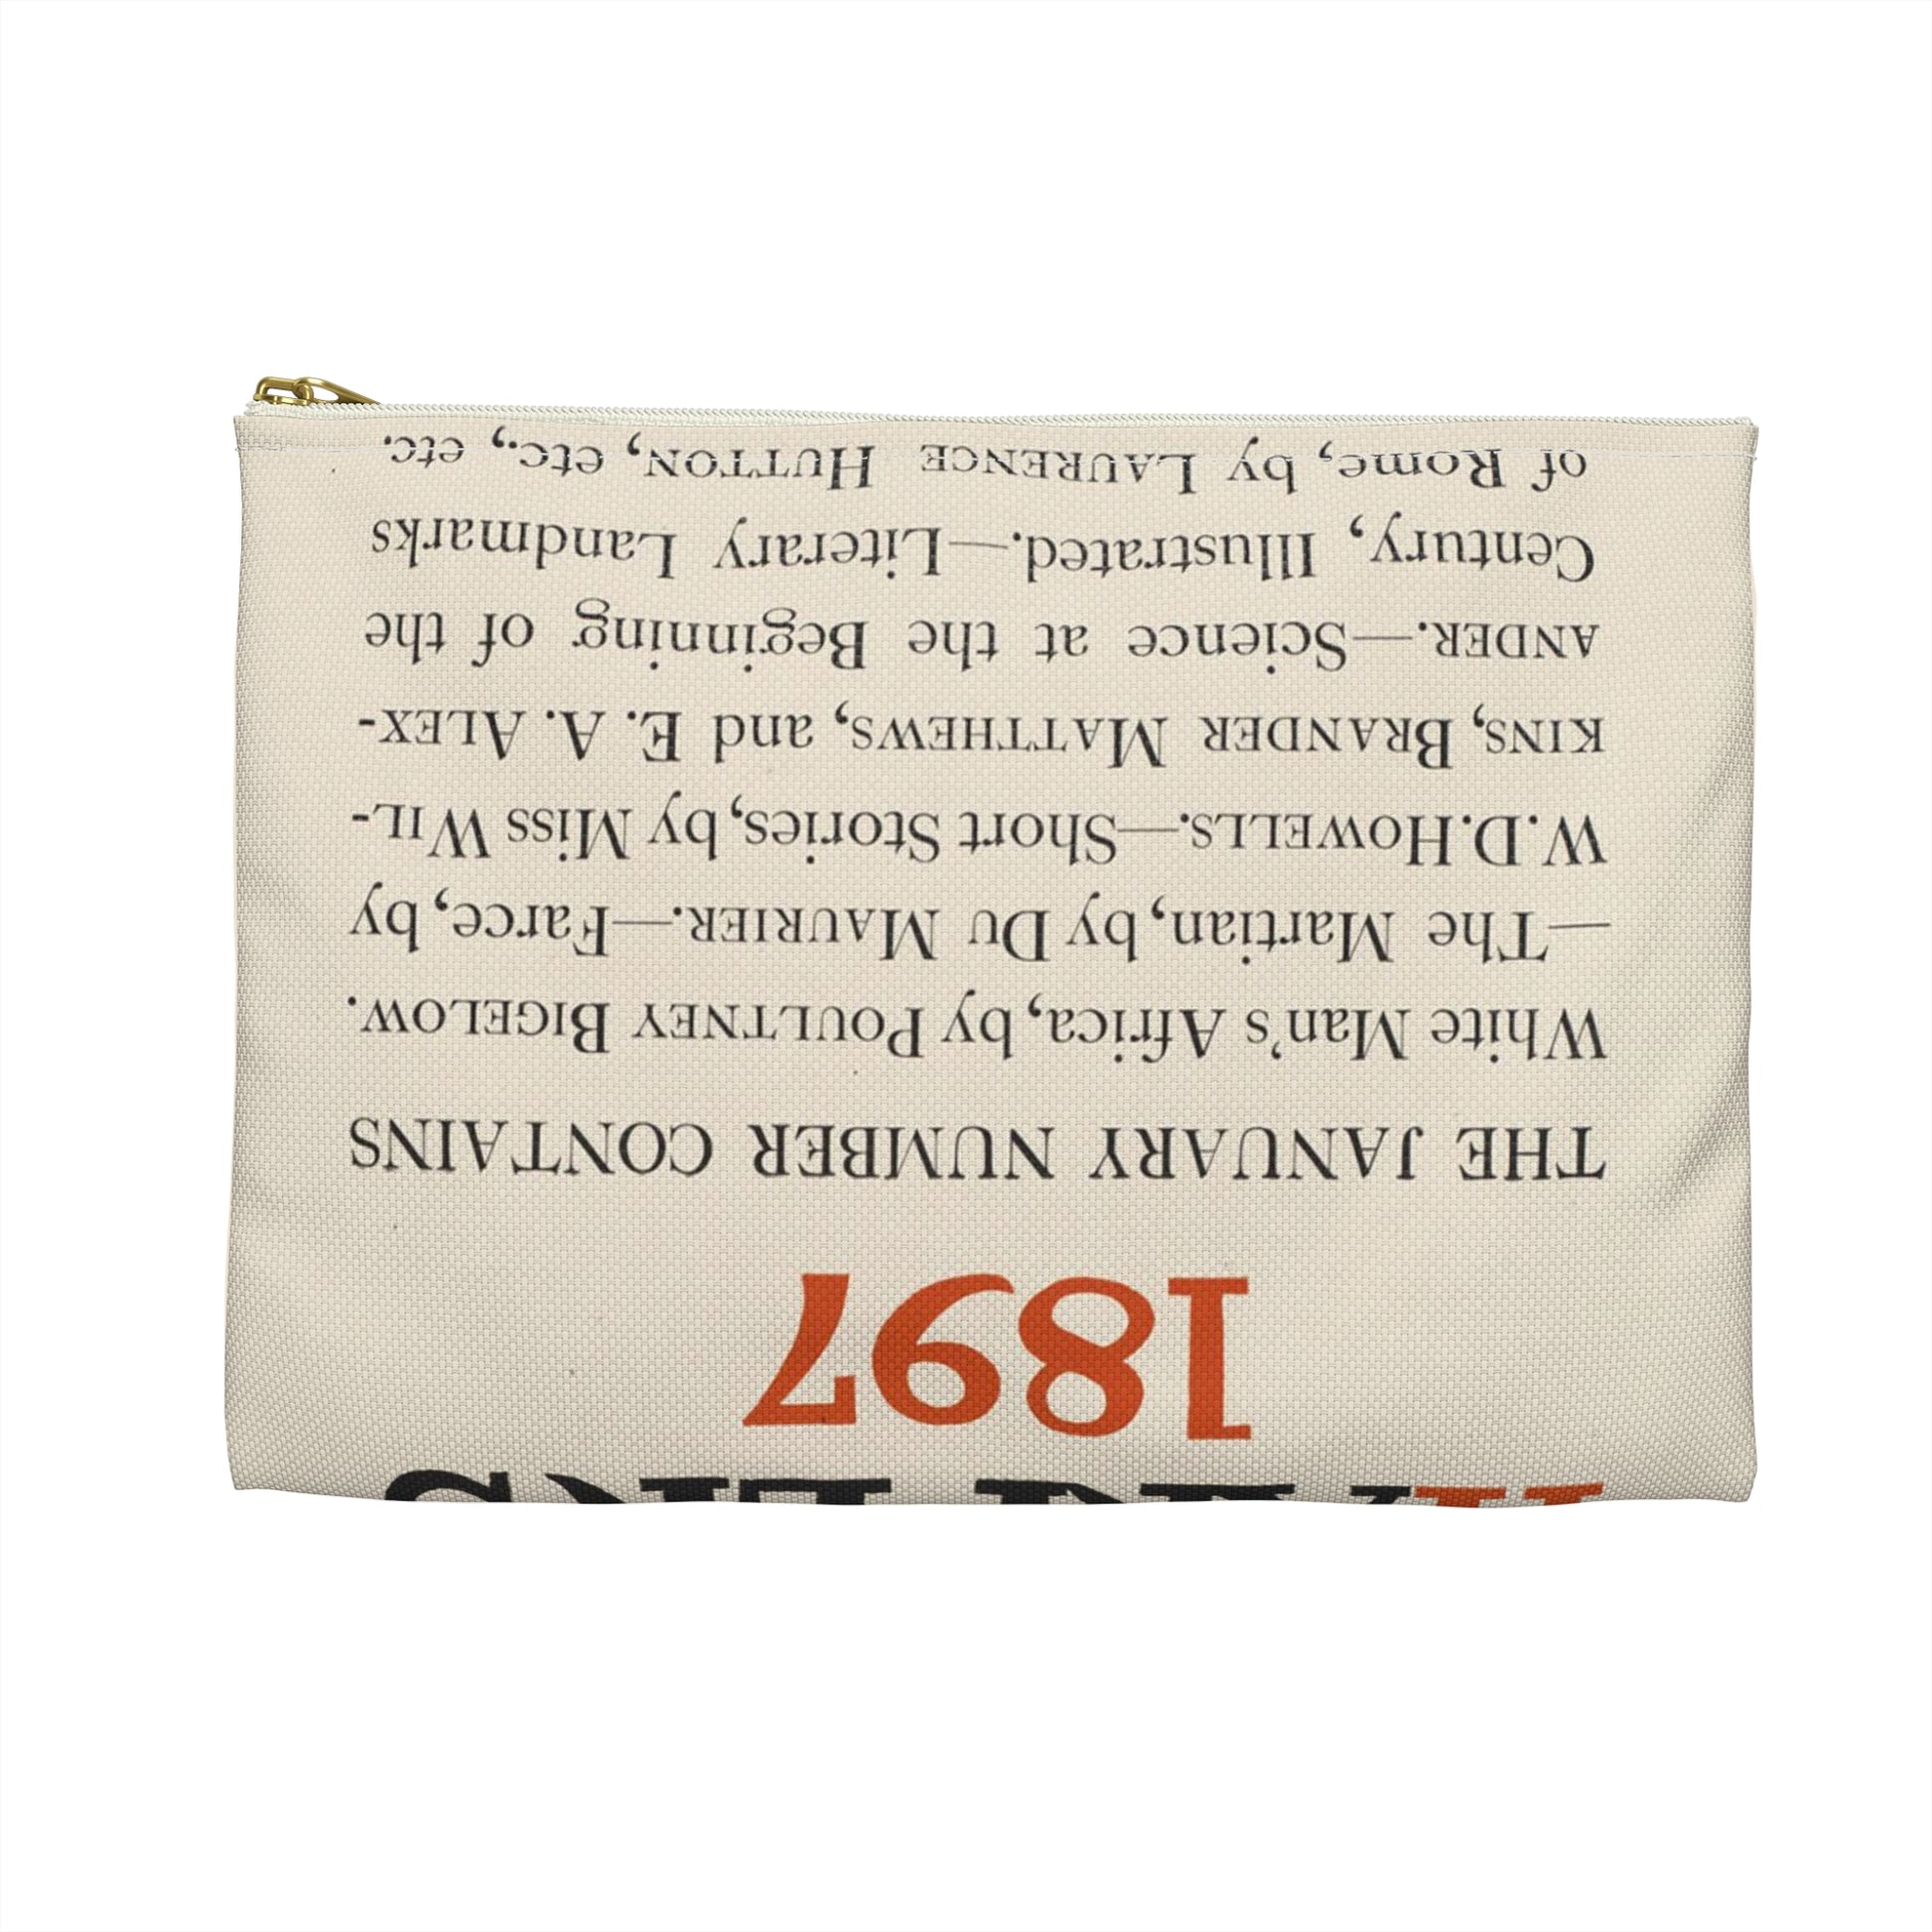 1897
THE JANUARY NUMBER CONTAINS
White Man's Africa, by POULTNEY BIGELOW.
—The Martian, by DU MAURIER.—Farce, by
W. D. HOWELLS.—Short Stories, by Miss WIL-
KINS, BRANDER MATTHEWS, and E. A. ALEX-
ANDER.—Science at the Beginning of the
Century, Illustrated.—Literary Landmarks
of Rome, by LAURENCE HUTTON, etc., etc.